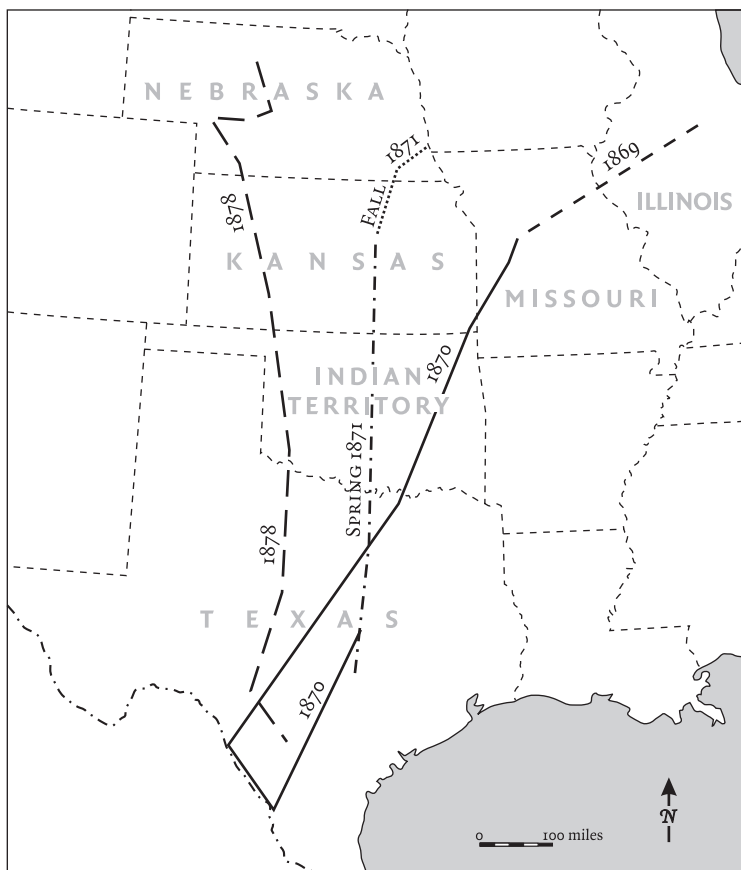 NEBRASKA
1871
1869
FALL
ILLINOIS
1878
KANSAS
MISSOURI
INDIAN
TERRITORY
1870
SPRING 1871
1878
TEXAS
1870
N
0 100 miles